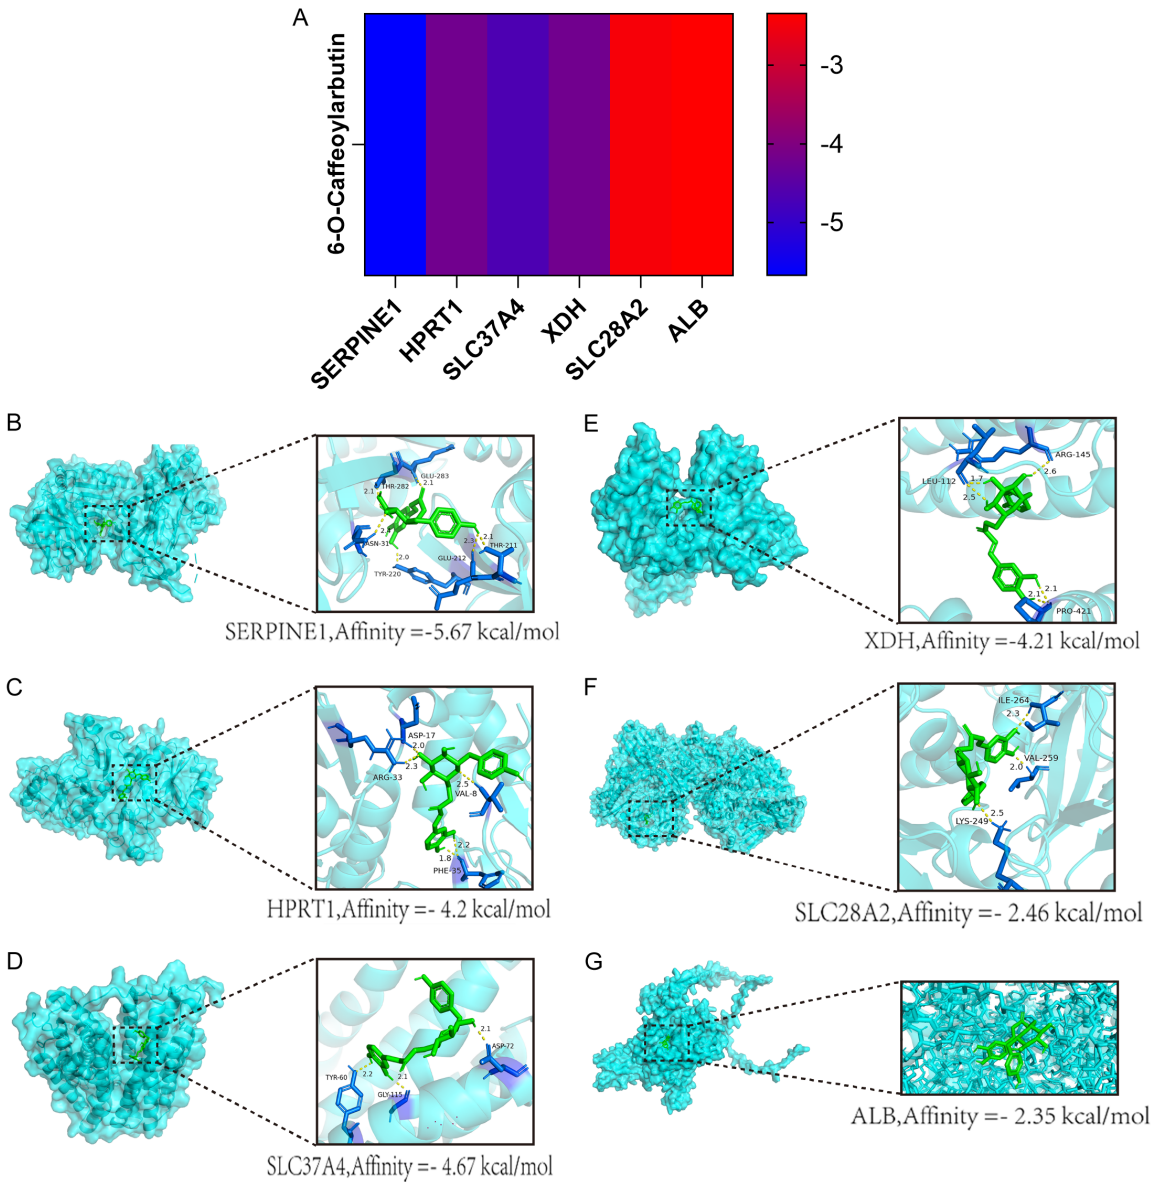 A
6-O-Caffeoylarbutin
-3
-4
-5
SERPINE1
HPRT1
SLC37A4
XDH
SLC28A2
ALB
B
GLU-283
2.1
THR-282
2.1
2.4
ASN-31
2.0
TYR-220
2.3
2.1
THR-211
GLU-212
SERPINE1,Affinity =-5.67 kcal/mol
E
ARG-145
2.6
LEU-112
1.7
2.5
2.1
2.1
PRO-421
XDH,Affinity =-4.21 kcal/mol
C
ASP-17
2.0
ARG-33
2.3
2.5
VAL-8
2.2
1.8
PHE-35
HPRT1,Affinity =- 4.2 kcal/mol
F
ILE-264
2.3
VAL-259
2.0
LYS-249
2.5
SLC28A2,Affinity =- 2.46 kcal/mol
D
2.1
ASP-72
TYR-60
2.2
2.1
GLY-115
SLC37A4,Affinity =- 4.67 kcal/mol
G
ALB,Affinity =- 2.35 kcal/mol